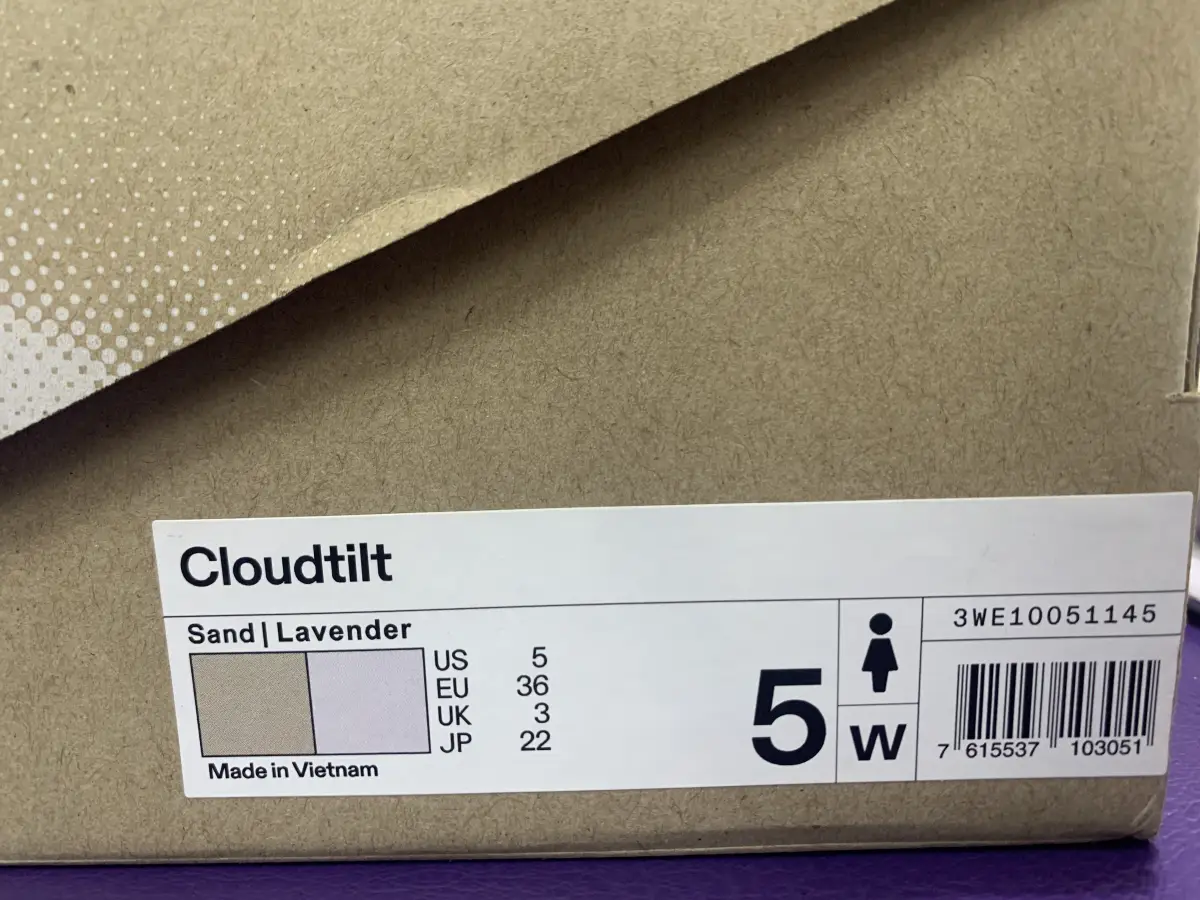 Cloudtilt
Sand | Lavender
US 5
EU 36
UK 3
JP 22
Made in Vietnam
5
W
3WE10051145
7 615537 103051